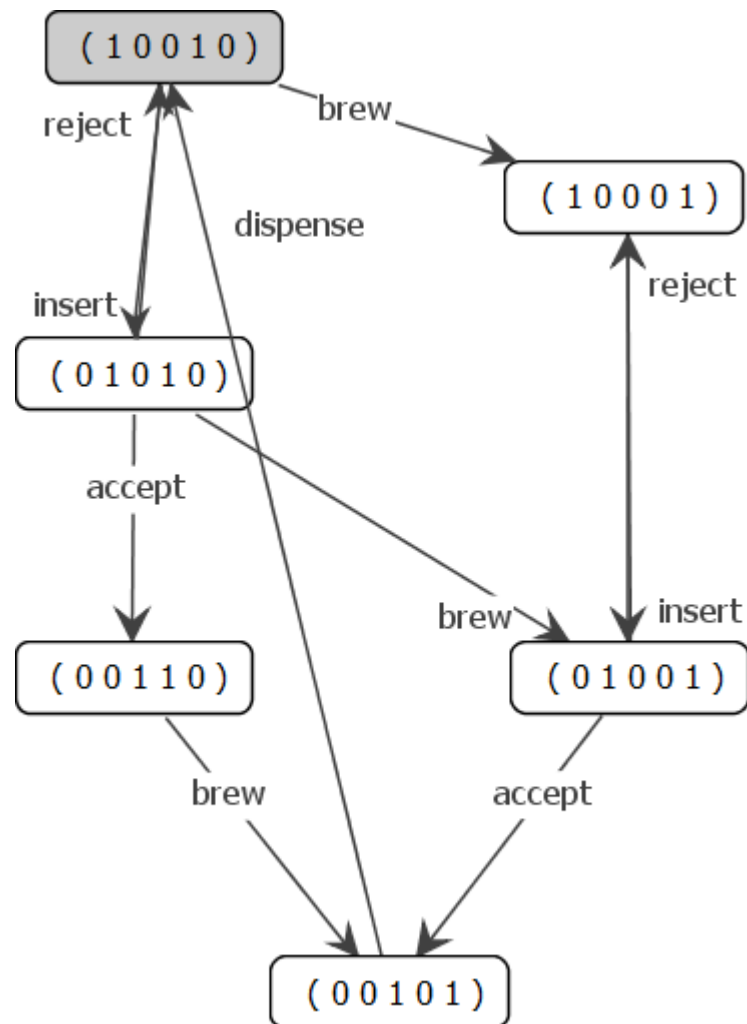 ( 1 0 0 1 0 )
brew
reject
( 1 0 0 0 1 )
dispense
reject
insert
( 0 1 0 1 0 )
accept
brew
insert
( 0 0 1 1 0 )
( 0 1 0 0 1 )
brew
accept
( 0 0 1 0 1 )